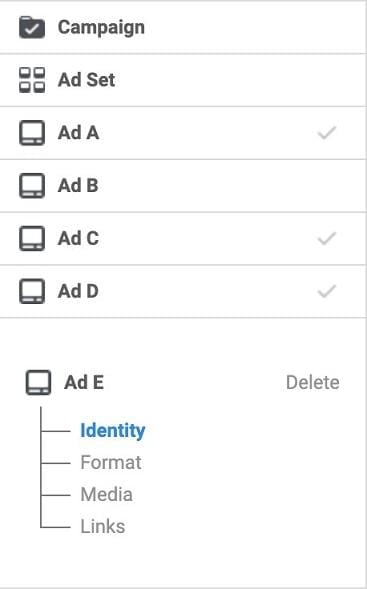 Campaign
Ad Set
Ad A
Ad B
Ad C
Ad D
Ad E Delete
Identity
Format
Media
Links